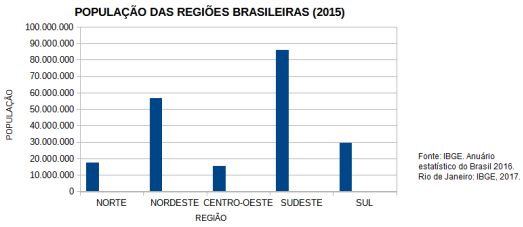 POPULAÇÃO DAS REGIÕES BRASILEIRAS (2015)
100.000.000
90.000.000
80.000.000
70.000.000
60.000.000
50.000.000
40.000.000
30.000.000
20.000.000
10.000.000
0
POPULAÇÃO
NORTE NORDESTE CENTRO-OESTE SUDESTE SUL
REGIÃO
Fonte: IBGE. Anuário
estatístico do Brasil 2016.
Rio de Janeiro: IBGE, 2017.